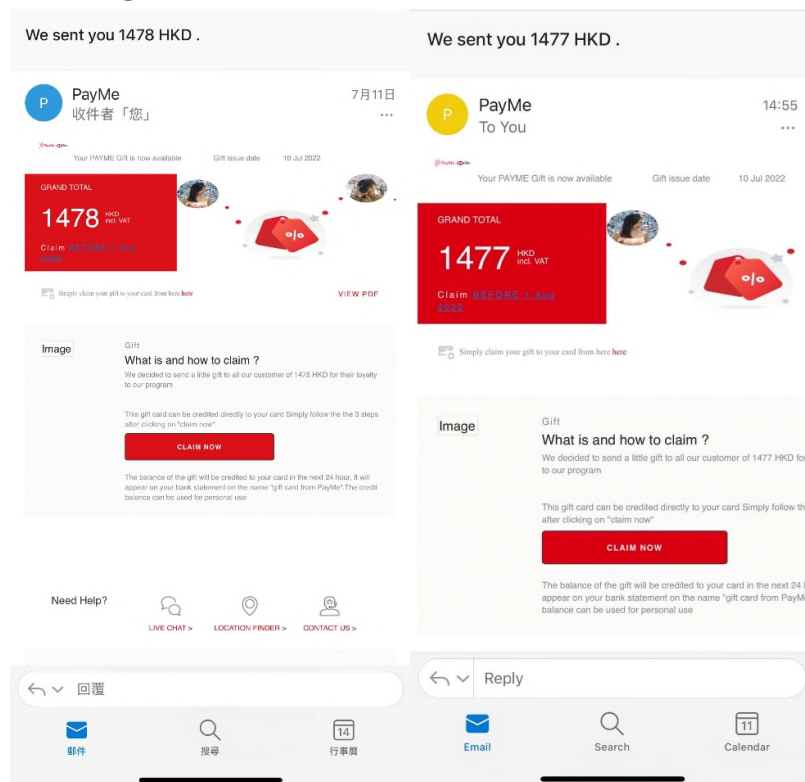 We sent you 1478 HKD .
P
PayMe
7月11日
收件者「您」
Your PAYME Gift is now available
Gift issue date
10 Jul 2022
GRAND TOTAL
1478 HKD
incl. VAT
Claim BEFORE 1 Aug
2022
%
Simply claim your gift to your card from here here
VIEW PDF
Image
Gift
What is and how to claim ?
We decided to send a little gift to all our customer of 1478 HKD for their loyalty
to our program
This gift card can be credited directly to your card Simply follow the the 3 steps
after clicking on "claim now"
CLAIM NOW
The balance of the gift will be credited to your card in the next 24 hour, It will
appear on your bank statement on the name "gift card from PayMe".The credit
balance can be used for personal use
Need Help?
LIVE CHAT >
LOCATION FINDER >
CONTACT US >
回覆
郵件
搜尋
14
行事曆
We sent you 1477 HKD .
P
PayMe
14:55
To You
Your PAYME Gift is now available
Gift issue date
10 Jul 2022
GRAND TOTAL
1477 HKD
incl. VAT
Claim BEFORE 1 Aug
2022
%
Simply claim your gift to your card from here here
Image
Gift
What is and how to claim ?
We decided to send a little gift to all our customer of 1477 HKD for
to our program
This gift card can be credited directly to your card Simply follow th
after clicking on "claim now"
CLAIM NOW
The balance of the gift will be credited to your card in the next 24
appear on your bank statement on the name "gift card from PayM
balance can be used for personal use
Reply
Email
Search
11
Calendar